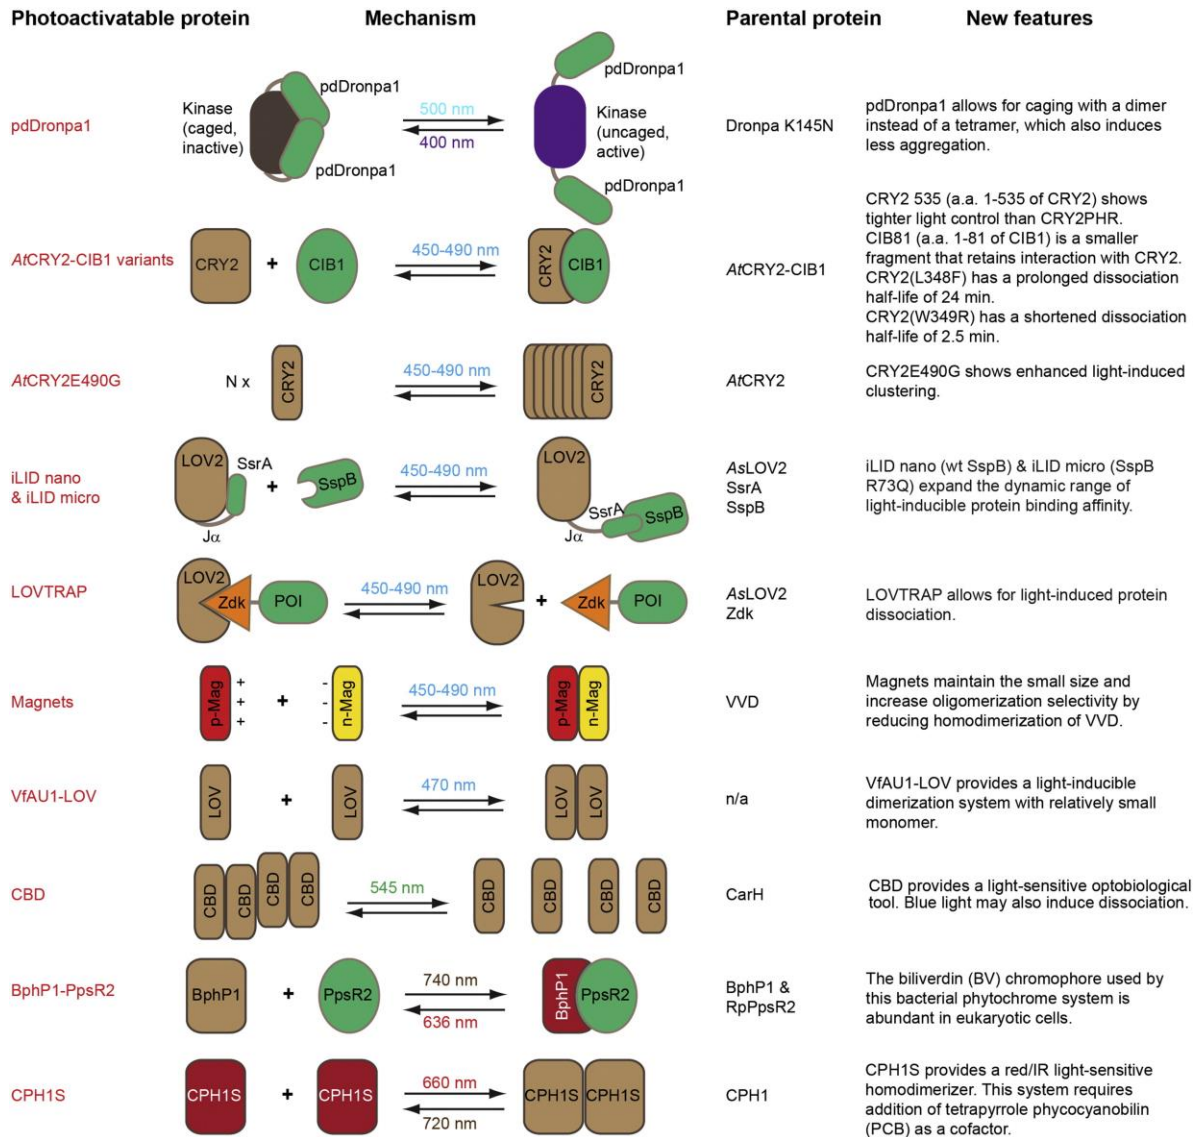 Photoactivatable protein Mechanism Parental protein New features
pdDronpa1
Kinase
(caged,
inactive)
pdDronpa1
pdDronpa1
500 nm
400 nm
pdDronpa1
Kinase
(uncaged,
active)
pdDronpa1
Dronpa K145N
pdDronpa1 allows for caging with a dimer
instead of a tetramer, which also induces
less aggregation.
AtCRY2-CIB1 variants
CRY2 + CIB1
450-490 nm
CRY2 CIB1
AtCRY2-CIB1
CRY2 535 (a.a. 1-535 of CRY2) shows
tighter light control than CRY2PHR.
CIB81 (a.a. 1-81 of CIB1) is a smaller
fragment that retains interaction with CRY2.
CRY2(L348F) has a prolonged dissociation
half-life of 24 min.
CRY2(W349R) has a shortened dissociation
half-life of 2.5 min.
AtCRY2E490G
N x CRY2
450-490 nm
CRY2
AtCRY2
CRY2E490G shows enhanced light-induced
clustering.
iLID nano
& iLID micro
LOV2 SsrA + SspB
Jα
450-490 nm
LOV2
SsrA SspB
Jα
AsLOV2
SsrA
SspB
iLID nano (wt SspB) & iLID micro (SspB
R73Q) expand the dynamic range of
light-inducible protein binding affinity.
LOVTRAP
LOV2 Zdk POI
450-490 nm
LOV2 + Zdk POI
AsLOV2
Zdk
LOVTRAP allows for light-induced protein
dissociation.
Magnets
p-Mag + + + + - - - n-Mag
450-490 nm
p-Mag n-Mag
VVD
Magnets maintain the small size and
increase oligomerization selectivity by
reducing homodimerization of VVD.
VfAU1-LOV
LOV + LOV
470 nm
LOV LOV
n/a
VfAU1-LOV provides a light-inducible
dimerization system with relatively small
monomer.
CBD
CBD CBD CBD CBD
545 nm
CBD CBD CBD CBD
CarH
CBD provides a light-sensitive optobiological
tool. Blue light may also induce dissociation.
BphP1-PpsR2
BphP1 + PpsR2
740 nm
636 nm
BphP1 PpsR2
BphP1 &
RpPpsR2
The biliverdin (BV) chromophore used by
this bacterial phytochrome system is
abundant in eukaryotic cells.
CPH1S
CPH1S + CPH1S
660 nm
720 nm
CPH1S CPH1S
CPH1
CPH1S provides a red/IR light-sensitive
homodimerizer. This system requires
addition of tetrapyrrole phycocyanobilin
(PCB) as a cofactor.